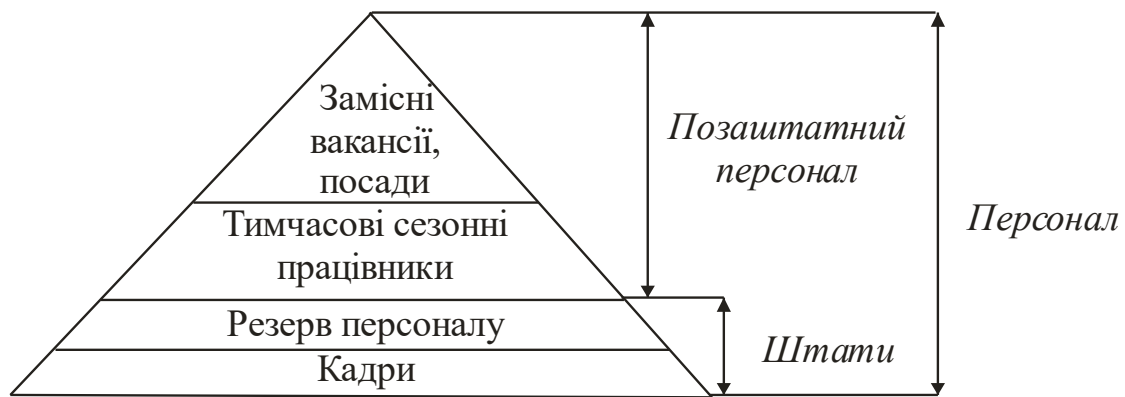 Замісні
вакансії,
посади
Тимчасові сезонні
працівники
Резерв персоналу
Кадри
Позаштатний
персонал
Штати
Персонал